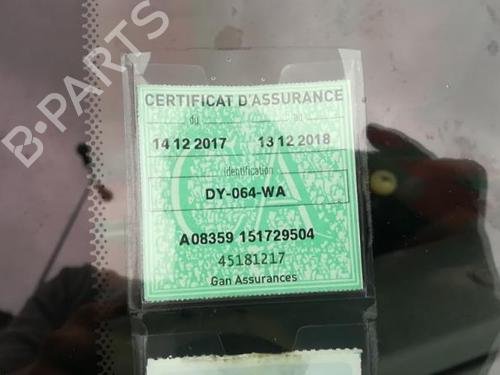 B-PARTS
CERTIFICAT D'ASSURANCE
du au
14 12 2017 13 12 2018
identification
DY-064-WA
A08359 151729504
45181217
Gan Assurances